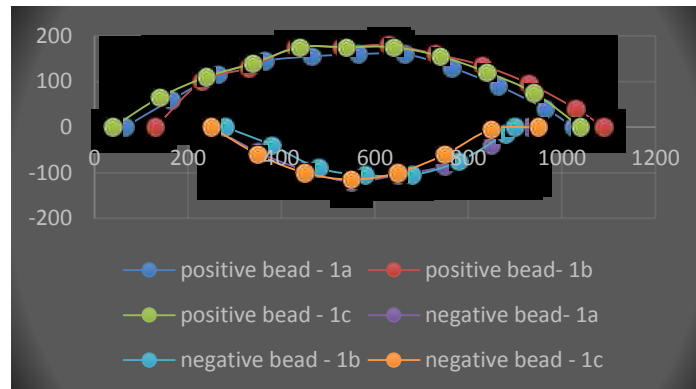 200
100
0
0 200 400 600 800 1000 1200
-100
-200
positive bead - 1a positive bead- 1b
positive bead - 1c negative bead- 1a
negative bead - 1b negative bead - 1c